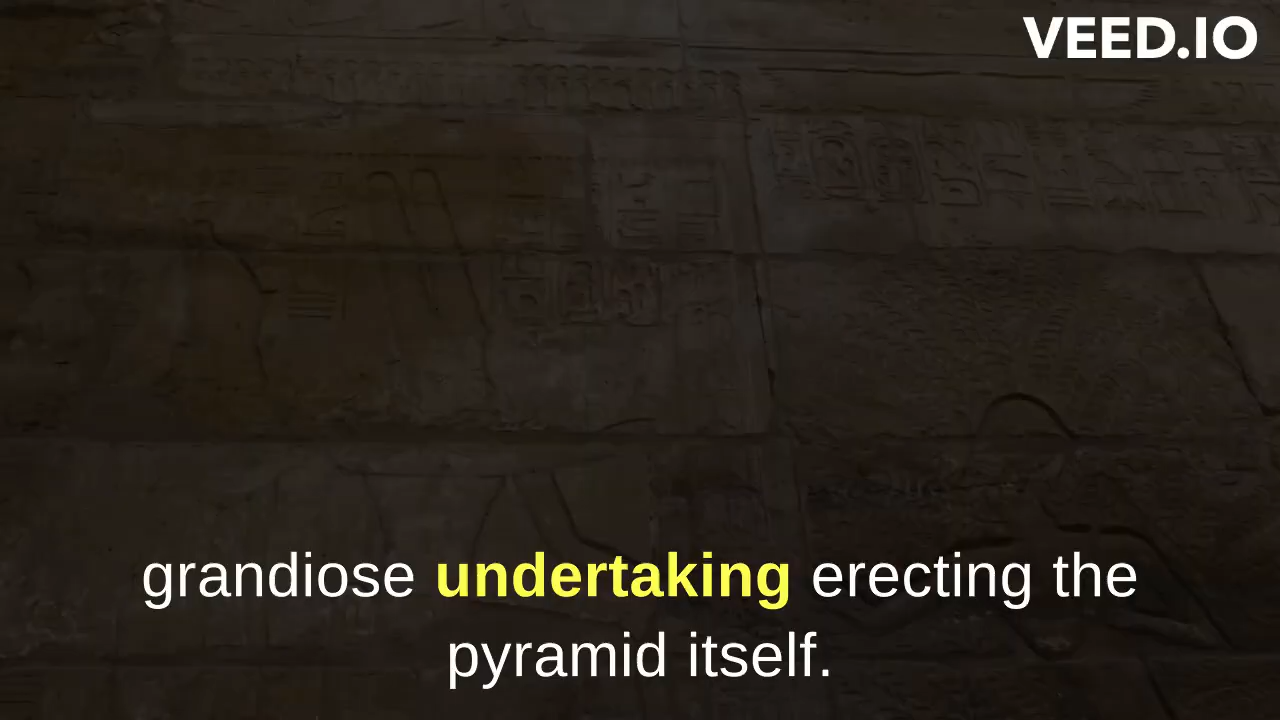 VEED.IO
grandiose undertaking erecting the
pyramid itself.